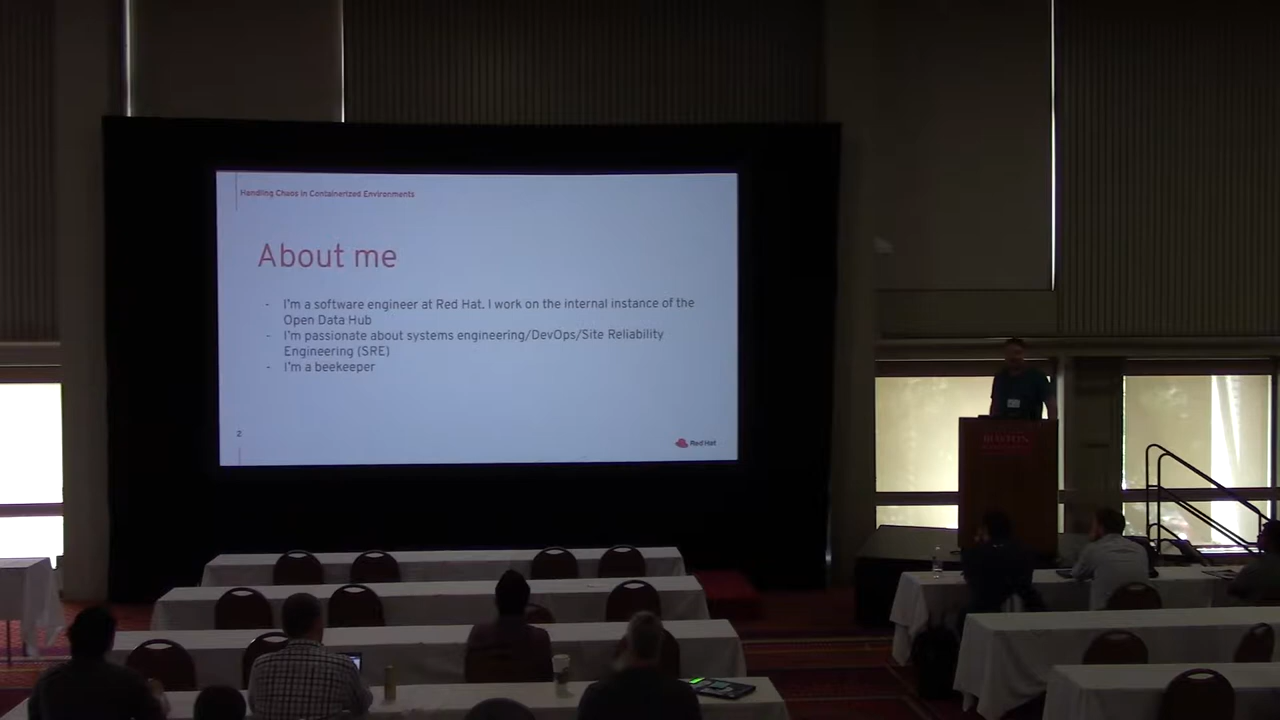 Handling Chaos in Containerized Environments
About me
- I'm a software engineer at Red Hat. I work on the internal instance of the
Open Data Hub
- I'm passionate about systems engineering/DevOps/Site Reliability
Engineering (SRE)
- I'm a beekeeper
2
Red Hat
BOSTON